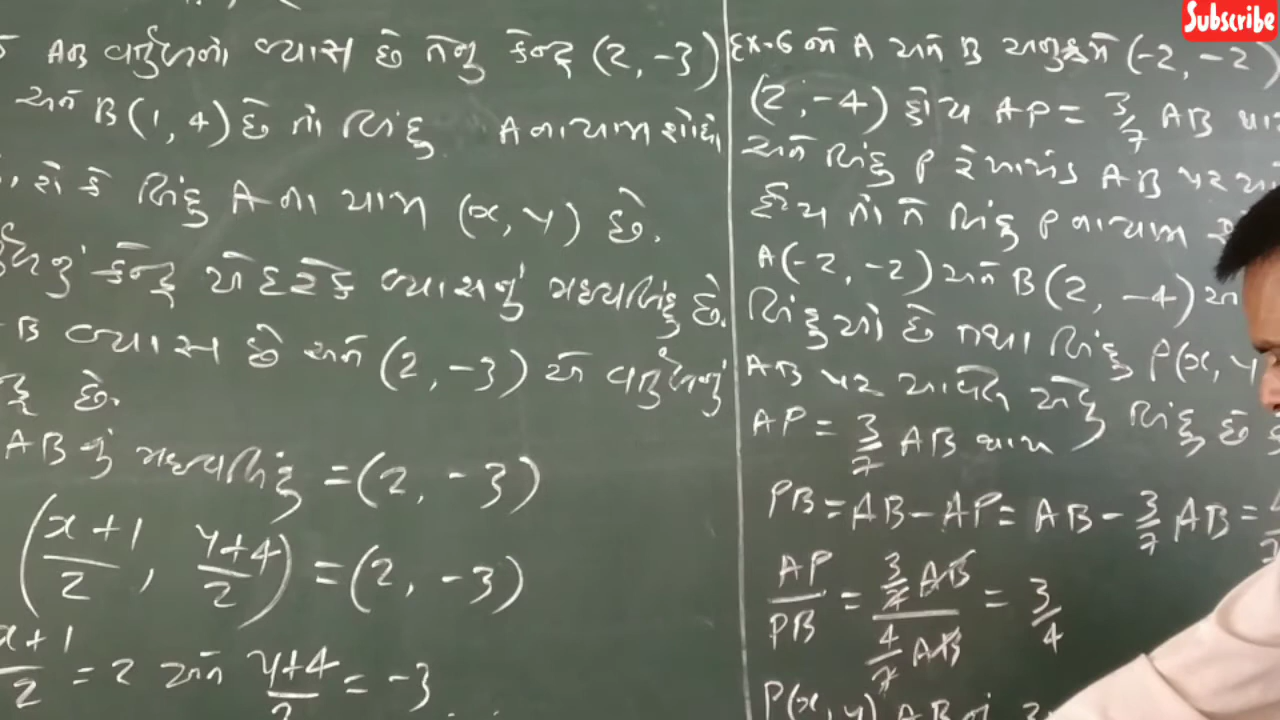 AB વર્તુળનો વ્યાસ છે તેનું કેન્દ્ર (2, -3)
અને B(1, 4) છે તો બિંદુ A ના યામ શોધો
કે બિંદુ A ના યામ (x, y) છે.
કેન્દ્ર એ દરેક વ્યાસનું મધ્યબિંદુ છે.
B વ્યાસ છે અને (2, -3) એ વર્તુળનું
છે.
AB નું મધ્યબિંદુ = (2, -3)
(x+1/2, y+4/2) = (2, -3)
x+1/2 = 2 અને y+4/2 = -3
Subscribe
Ex-6 જો A અને B અનુક્રમે (-2, -2)
(2, -4) હોય AP = 3/7 AB
અને બિંદુ P રેખાખંડ AB પર
હોય તો તે બિંદુ P ના યામ
A(-2, -2) અને B(2, -4)
બિંદુઓ છે તથા બિંદુ P(x, y
AB પર આવેલ એવું બિંદુ છે કે
AP = 3/7 AB થાય
PB = AB - AP = AB - 3/7 AB =
AP/PB = 3/7 AB / 4/7 AB = 3/4
P(x, y) AB નું